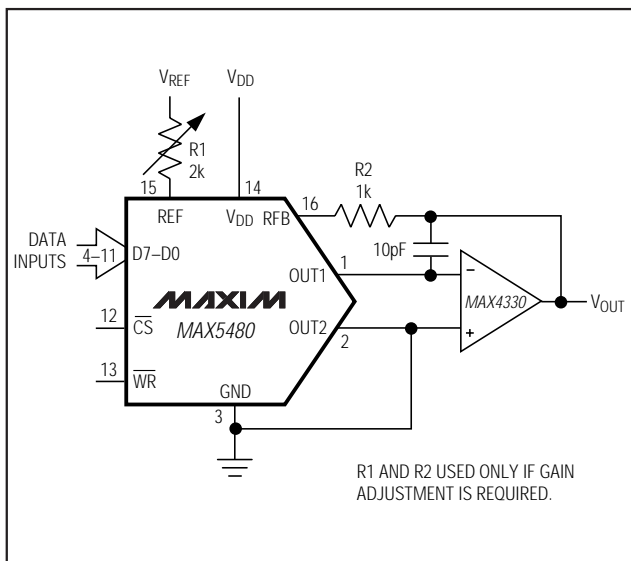 VREF
VDD
R1
2k
15
14
R2
1k
16
REF
VDD
RFB
DATA
INPUTS
4–11
D7–D0
10pF
OUT1
1
–
MAXIM
MAX5480
MAX4330
VOUT
12
CS
OUT2
2
+
13
WR
GND
3
R1 AND R2 USED ONLY IF GAIN
ADJUSTMENT IS REQUIRED.